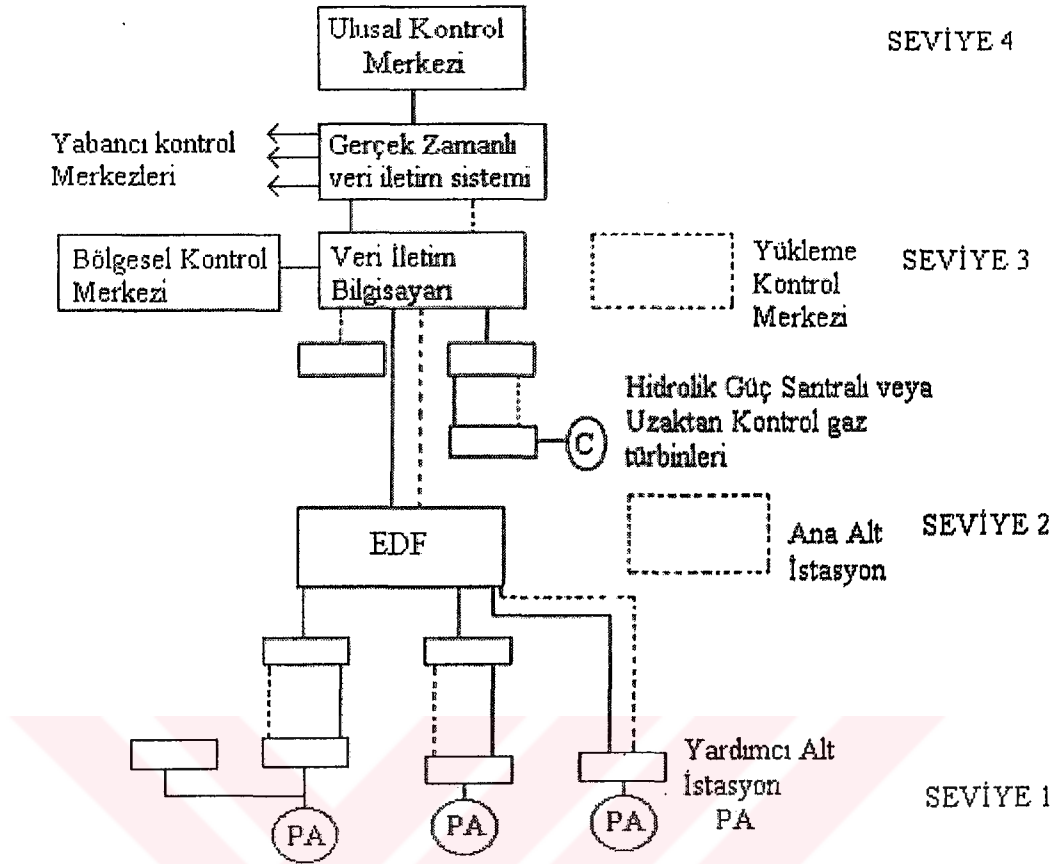 Ulusal Kontrol
Merkezi
SEVİYE 4
Yabancı kontrol
Merkezleri
Gerçek Zamanlı
veri iletim sistemi
Bölgesel Kontrol
Merkezi
Veri İletim
Bilgisayarı
Yükleme
Kontrol
Merkezi
SEVİYE 3
Hidrolik Güç Santralı veya
Uzaktan Kontrol gaz
türbinleri
C
EDF
Ana Alt
İstasyon
SEVİYE 2
Yardımcı Alt
İstasyon
PA
SEVİYE 1
PA
PA
PA